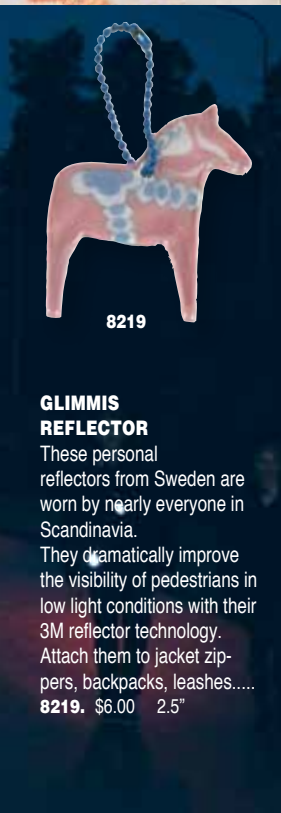 8219
GLIMMIS
REFLECTOR
These personal
reflectors from Sweden are
worn by nearly everyone in
Scandinavia.
They dramatically improve
the visibility of pedestrians in
low light conditions with their
3M reflector technology.
Attach them to jacket zip-
pers, backpacks, leashes.....
8219. $6.00 2.5”